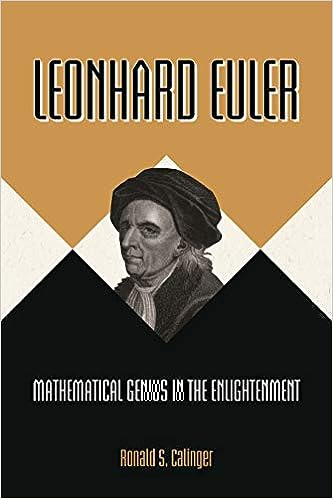 LEONHARD EULER
MATHEMATICAL GENIUS IN THE ENLIGHTENMENT
Ronald S. Calinger